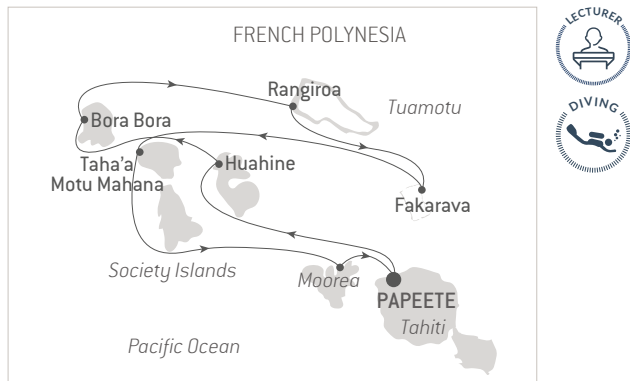 FRENCH POLYNESIA
LECTURER
Rangiroa
Tuamotu
Bora Bora
DIVING
Taha'a
Motu Mahana
Huahine
Fakarava
Society Islands
Moorea
PAPEETE
Tahiti
Pacific Ocean